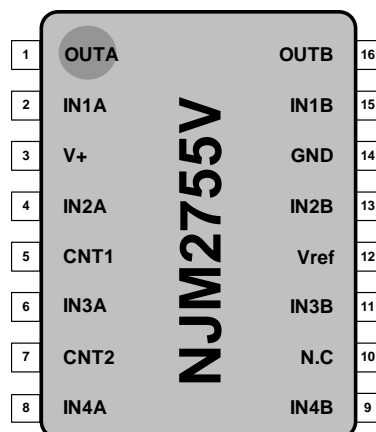 1 OUTA OUTB 16
2 IN1A IN1B 15
3 V+ GND 14
4 IN2A IN2B 13
5 CNT1 Vref 12
6 IN3A IN3B 11
7 CNT2 N.C 10
8 IN4A IN4B 9
NJM2755V